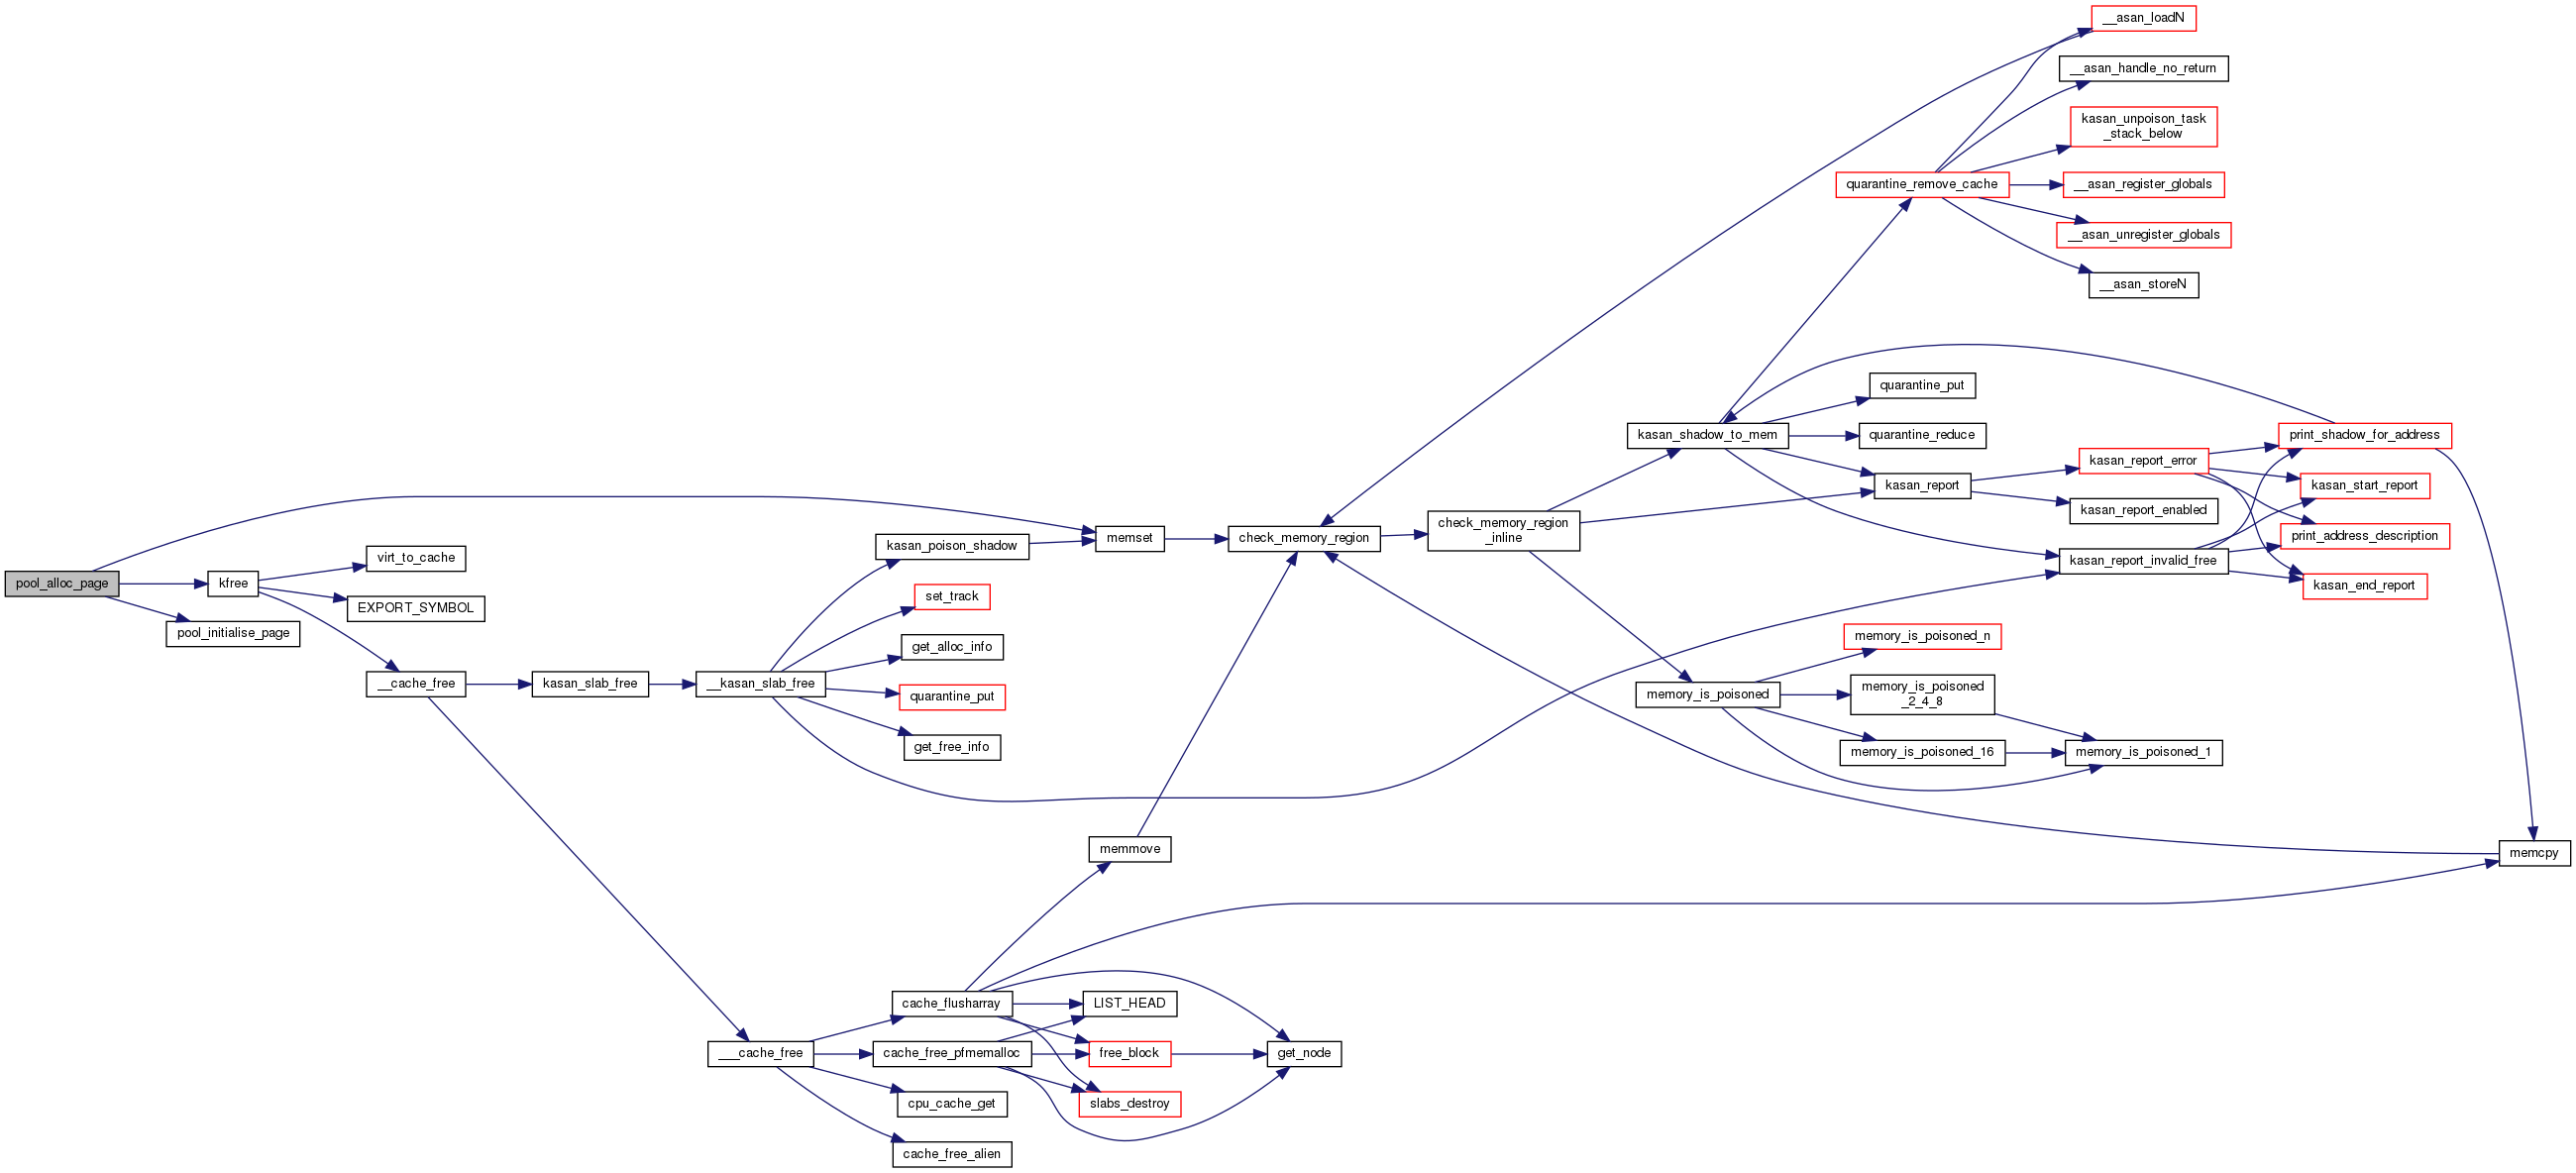 __asan_loadN
__asan_handle_no_return
kasan_unpoison_task
_stack_below
quarantine_remove_cache
__asan_register_globals
__asan_unregister_globals
__asan_storeN
quarantine_put
kasan_shadow_to_mem
quarantine_reduce
print_shadow_for_address
kasan_report_error
kasan_report
kasan_start_report
kasan_report_enabled
check_memory_region
_inline
print_address_description
kasan_report_invalid_free
kasan_end_report
memset
check_memory_region
kasan_poison_shadow
virt_to_cache
pool_alloc_page
kfree
EXPORT_SYMBOL
pool_initialise_page
set_track
get_alloc_info
__cache_free
kasan_slab_free
__kasan_slab_free
quarantine_put
get_free_info
memory_is_poisoned_n
memory_is_poisoned
memory_is_poisoned
_2_4_8
memory_is_poisoned_16
memory_is_poisoned_1
memmove
memcpy
cache_flusharray
LIST_HEAD
___cache_free
cache_free_pfmemalloc
free_block
get_node
cpu_cache_get
slabs_destroy
cache_free_alien